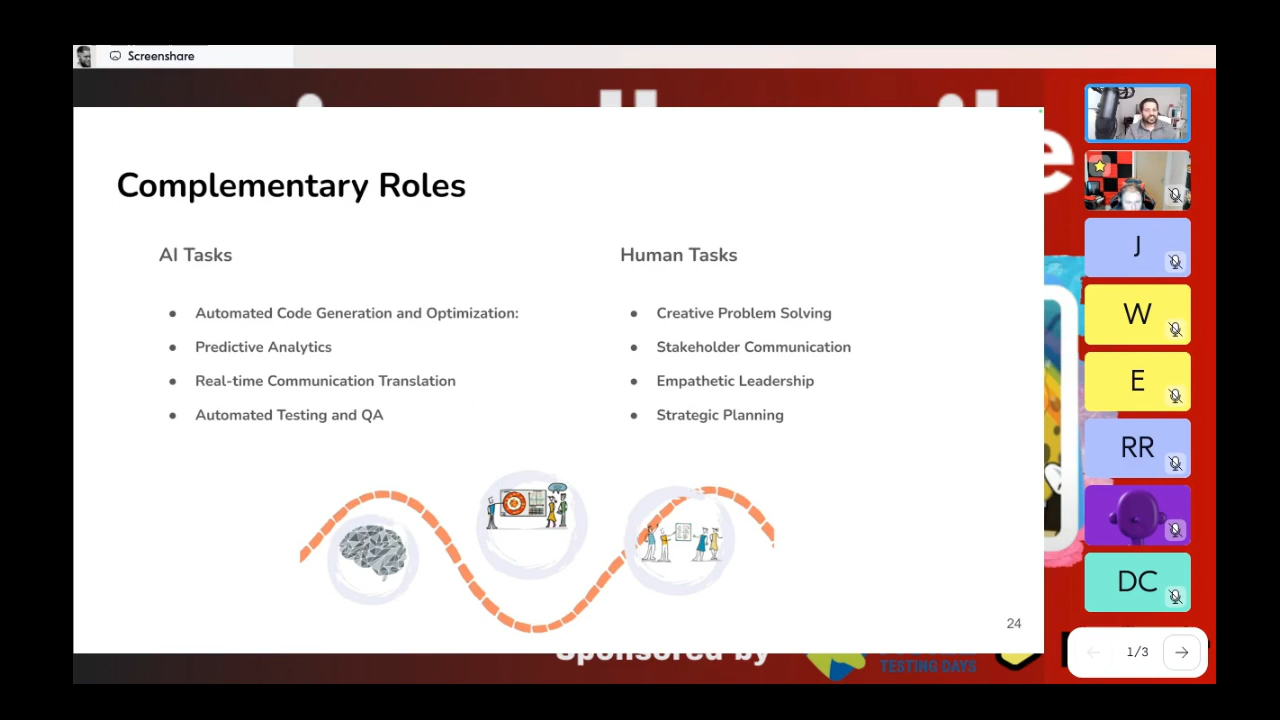 Screenshare
Complementary Roles
AI Tasks
Automated Code Generation and Optimization:
Predictive Analytics
Real-time Communication Translation
Automated Testing and QA
Human Tasks
Creative Problem Solving
Stakeholder Communication
Empathetic Leadership
Strategic Planning
24
Sponsored by
TESTING DAYS
J
W
E
RR
DC
1/3